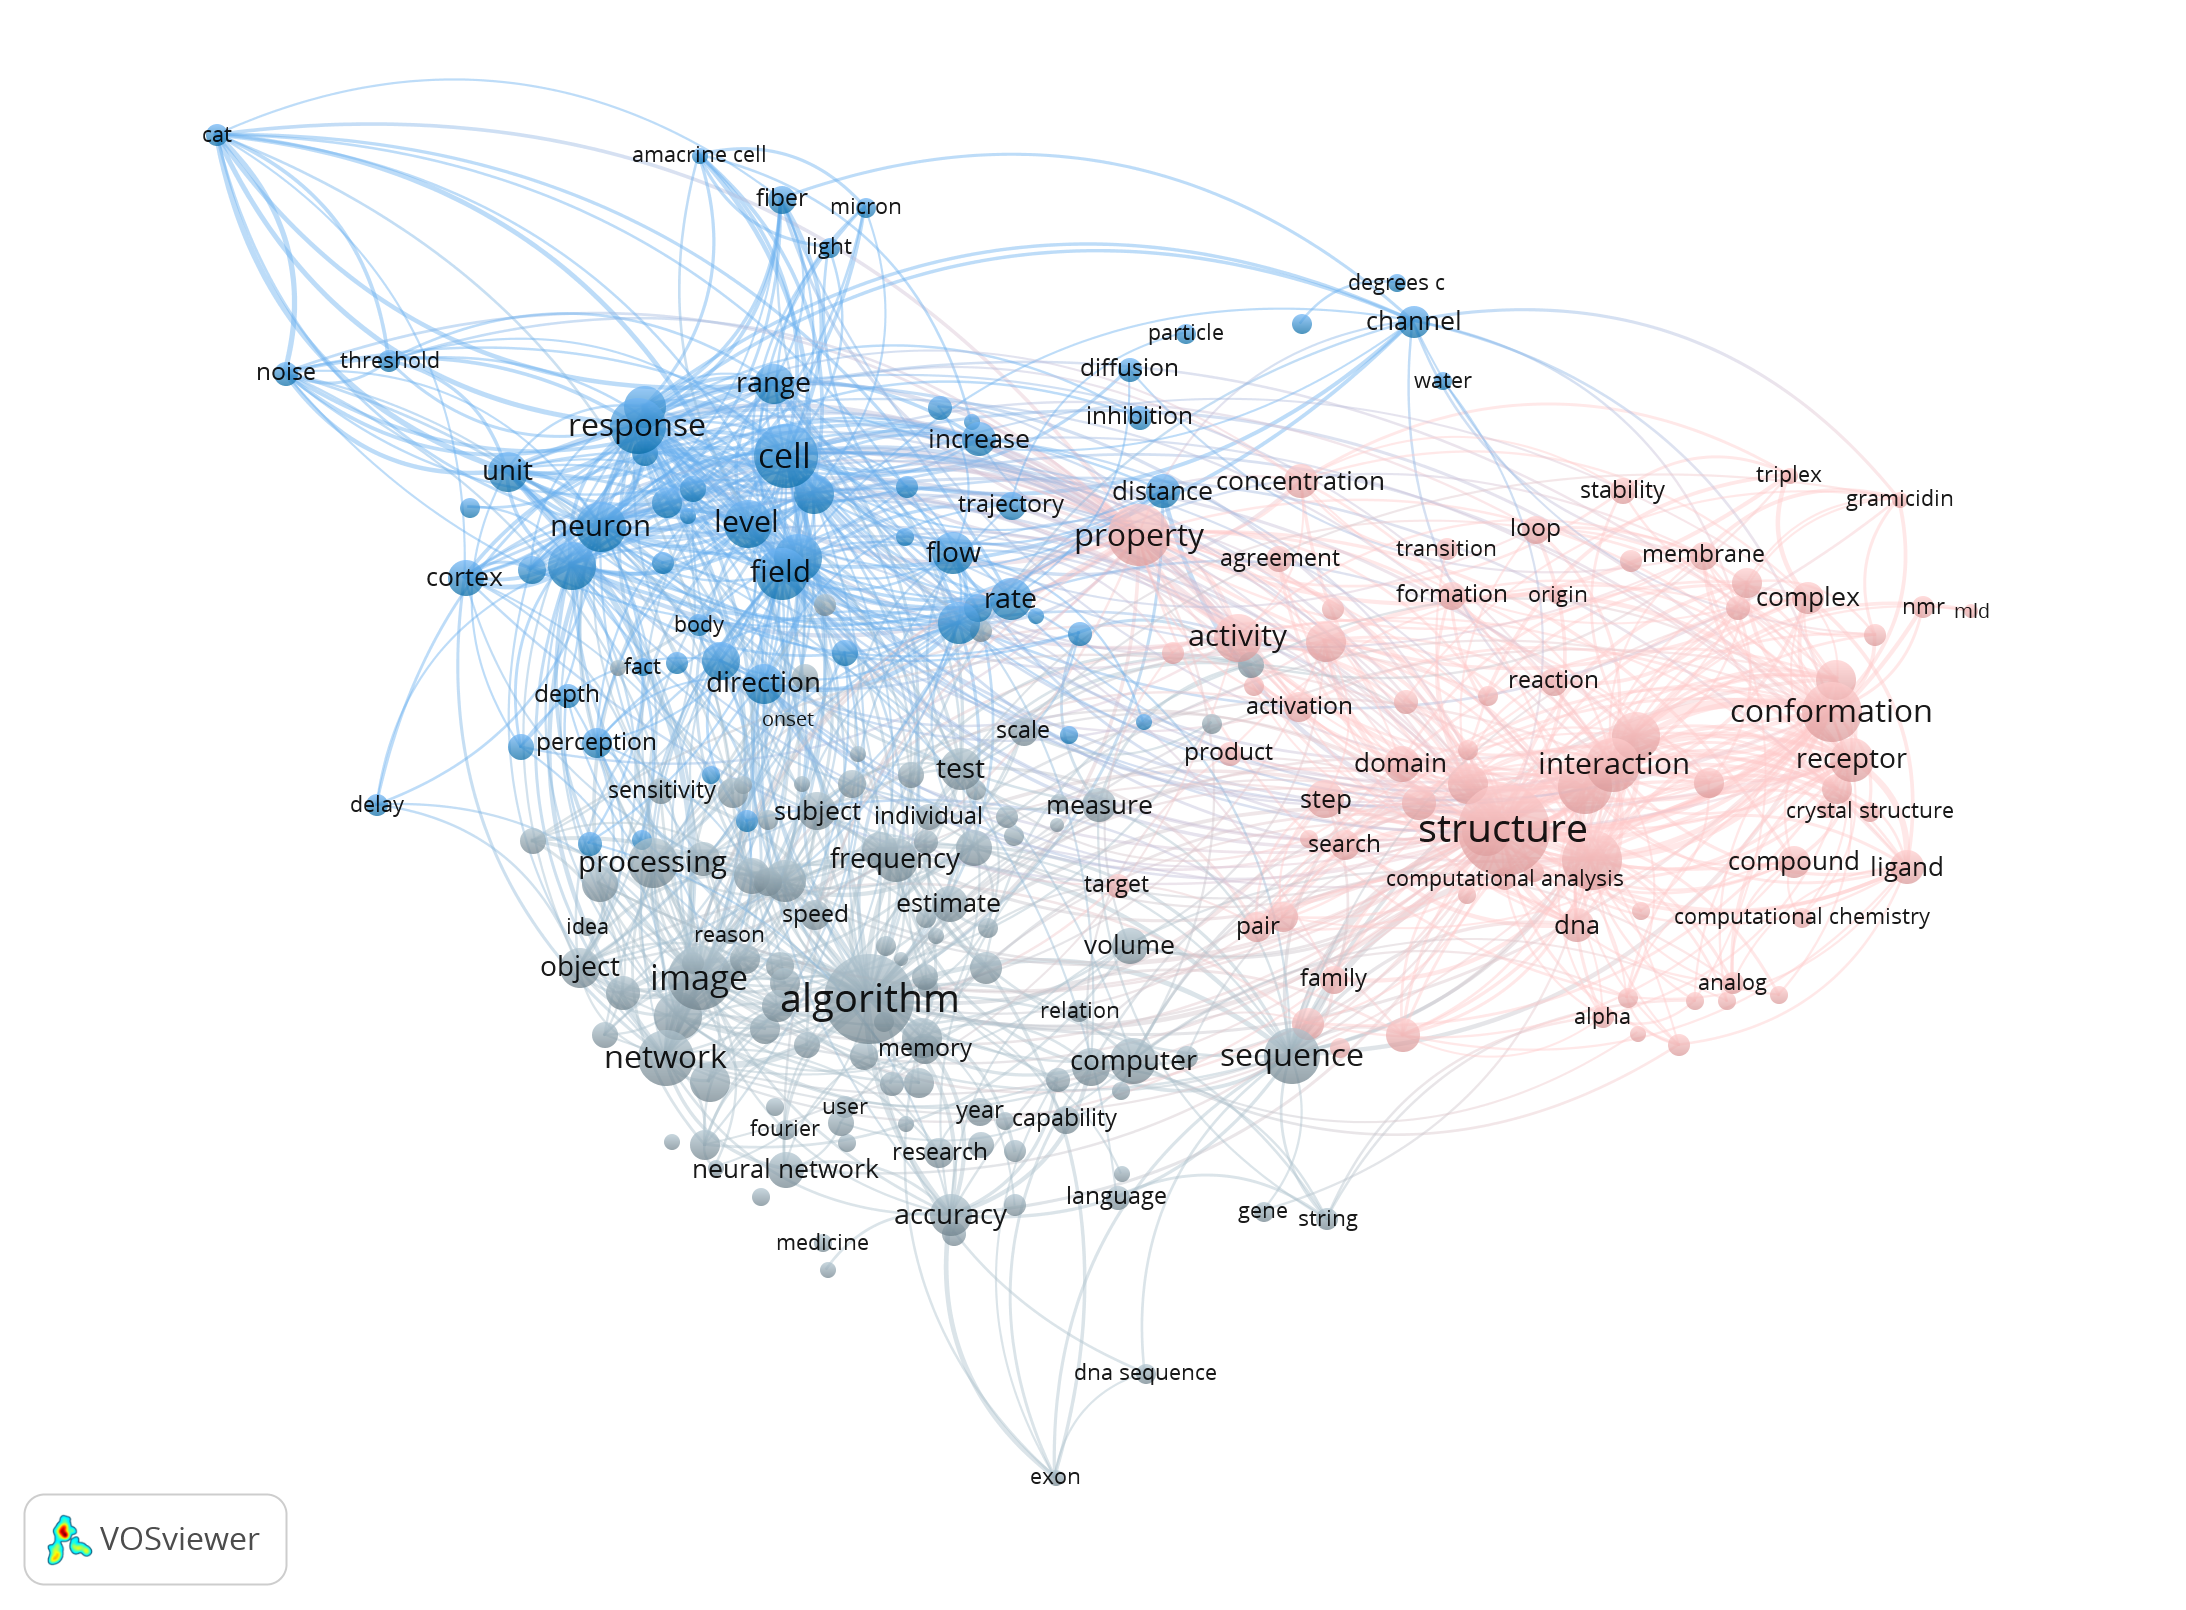 cat
amacrine cell
fiber
micron
light
degrees c
channel
particle
threshold
noise
diffusion
water
range
inhibition
response
increase
cell
unit
triplex
concentration
stability
distance
gramicidin
trajectory
level
neuron
loop
property
transition
flow
agreement
membrane
field
cortex
formation
origin
rate
complex
nmr
mld
body
activity
fact
reaction
direction
depth
activation
conformation
onset
scale
perception
product
receptor
domain
interaction
test
sensitivity
step
delay
measure
subject
individual
crystal structure
structure
search
frequency
processing
compound
ligand
computational analysis
target
estimate
speed
computational chemistry
idea
pair
dna
reason
volume
object
image
family
analog
algorithm
relation
alpha
memory
network
computer
sequence
user
year
capability
fourier
research
neural network
language
gene
string
accuracy
medicine
dna sequence
exon
VOSviewer